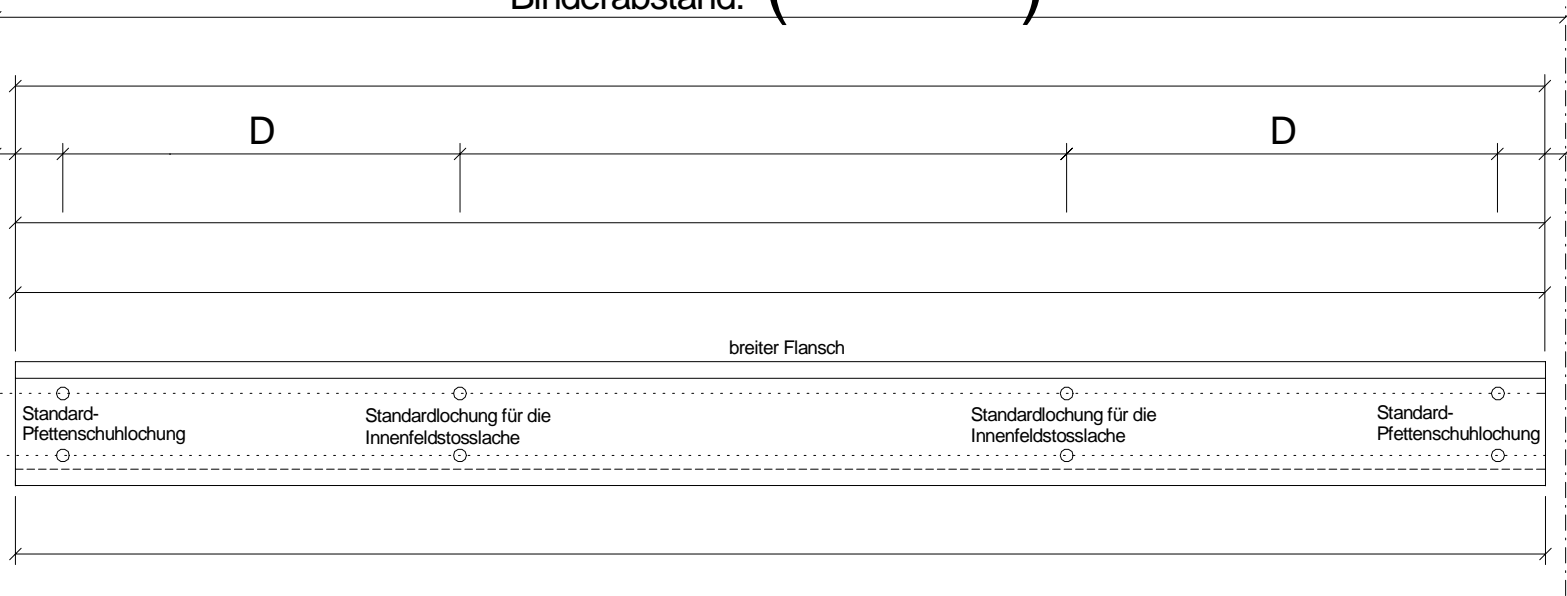 Binderabstand: ( )
D D
breiter Flansch
Standard-
Pfettenschuhlochung
Standardlochung für die
Innenfeldstosslache
Standardlochung für die
Innenfeldstosslache
Standard-
Pfettenschuhlochung